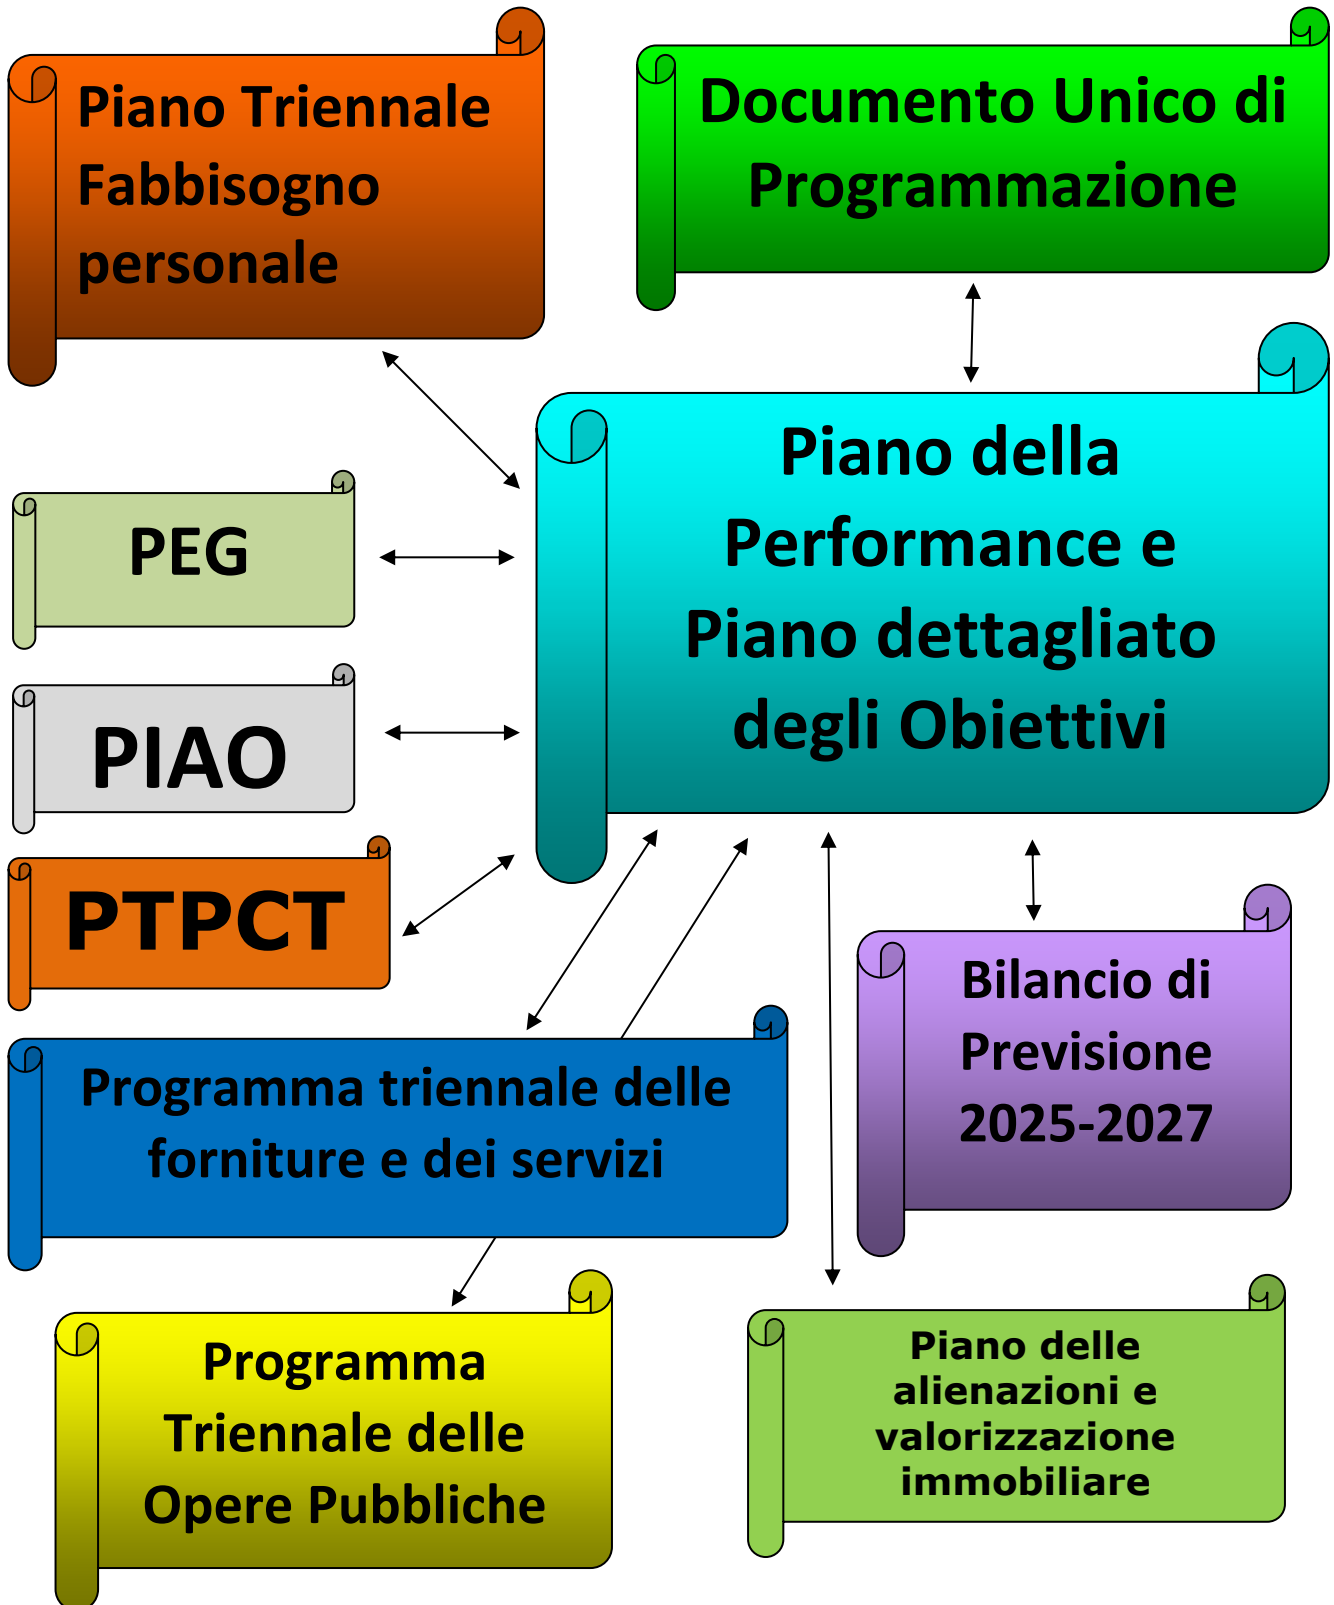 Piano Triennale
Fabbisogno
personale
Documento Unico di
Programmazione
Piano della
Performance e
Piano dettagliato
degli Obiettivi
PEG
PIAO
PTPCT
Bilancio di
Previsione
2025-2027
Programma triennale delle
forniture e dei servizi
Programma
Triennale delle
Opere Pubbliche
Piano delle
alienazioni e
valorizzazione
immobiliare